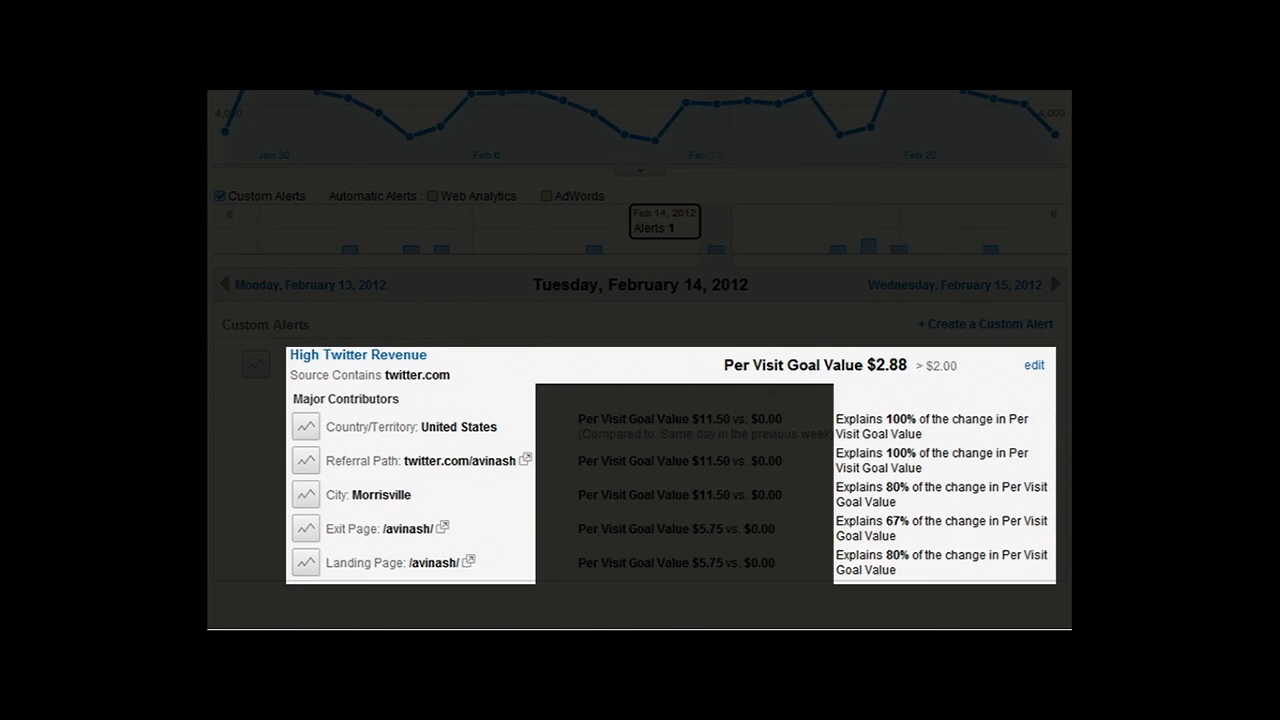 4,000
4,000
Jan 30
Feb 6
Feb 13
Feb 20
Custom Alerts
Automatic Alerts :
Web Analytics
AdWords
6
Feb 14, 2012
6
Alerts 1
Monday, February 13, 2012
Tuesday, February 14, 2012
Wednesday, February 15, 2012
Custom Alerts
+ Create a Custom Alert
High Twitter Revenue
Per Visit Goal Value $2.88 > $2.00
edit
Source Contains twitter.com
Major Contributors
Country/Territory: United States
Per Visit Goal Value $11.50 vs. $0.00
(Compared to: Same day in the previous week)
Explains 100% of the change in Per
Visit Goal Value
Referral Path: twitter.com/avinash
Per Visit Goal Value $11.50 vs. $0.00
Explains 100% of the change in Per
Visit Goal Value
City: Morrisville
Per Visit Goal Value $11.50 vs. $0.00
Explains 80% of the change in Per Visit
Goal Value
Exit Page: /avinash/
Per Visit Goal Value $5.75 vs. $0.00
Explains 67% of the change in Per Visit
Goal Value
Landing Page: /avinash/
Per Visit Goal Value $5.75 vs. $0.00
Explains 80% of the change in Per Visit
Goal Value